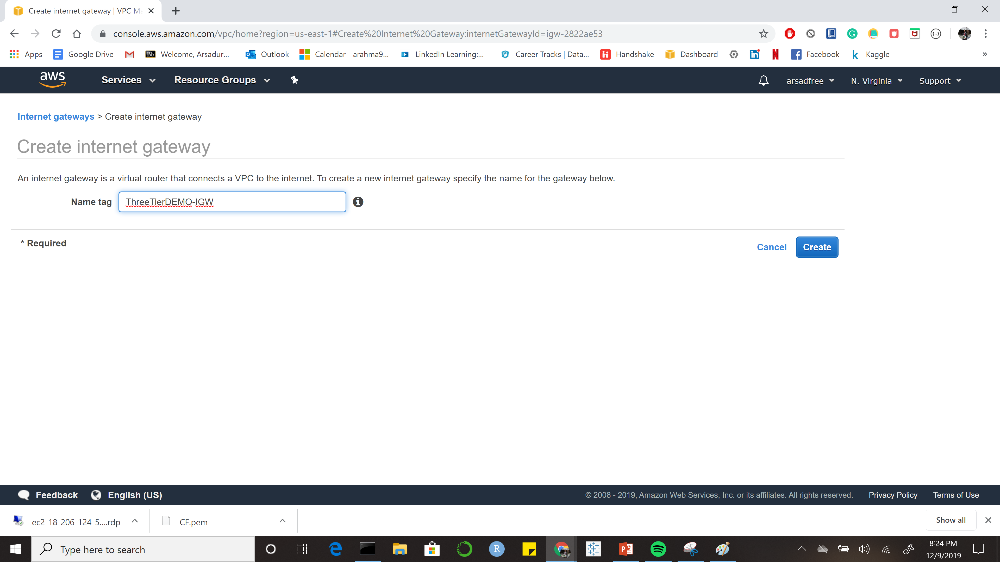 Create internet gateway | VPC Ma
console.aws.amazon.com/vpc/home?region=us-east-1#Create%20Internet%20Gateway:internetGatewayId=igw-2822ae53
Apps Google Drive Bb Welcome, Arsadur... Outlook Calendar - arahma9... LinkedIn Learning:... Career Tracks | Data... Handshake Dashboard in N Facebook k Kaggle »
aws Services Resource Groups arsadfree N. Virginia Support
Internet gateways > Create internet gateway
Create internet gateway
An internet gateway is a virtual router that connects a VPC to the internet. To create a new internet gateway specify the name for the gateway below.
Name tag ThreeTierDEMO-IGW
* Required Cancel Create
Feedback English (US) © 2008 - 2019, Amazon Web Services, Inc. or its affiliates. All rights reserved. Privacy Policy Terms of Use
ec2-18-206-124-5....rdp CF.pem Show all
Type here to search 8:24 PM
12/9/2019